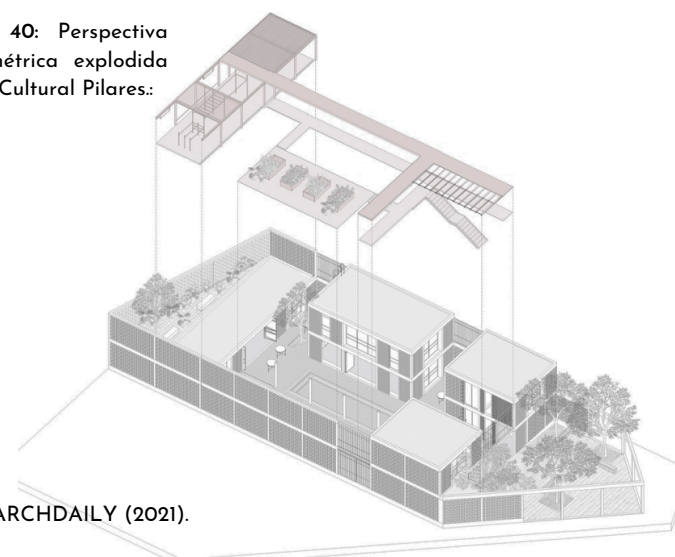 40: Perspectiva
métrica explodida
Cultural Pilares.:
ARCHDAILY (2021).